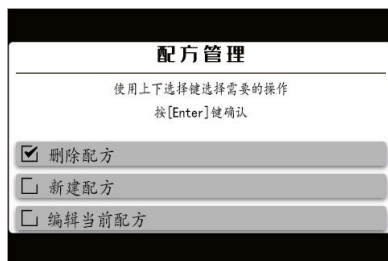 配方管理
使用上下选择键选择需要的操作
按[Enter]键确认
删除配方
新建配方
编辑当前配方